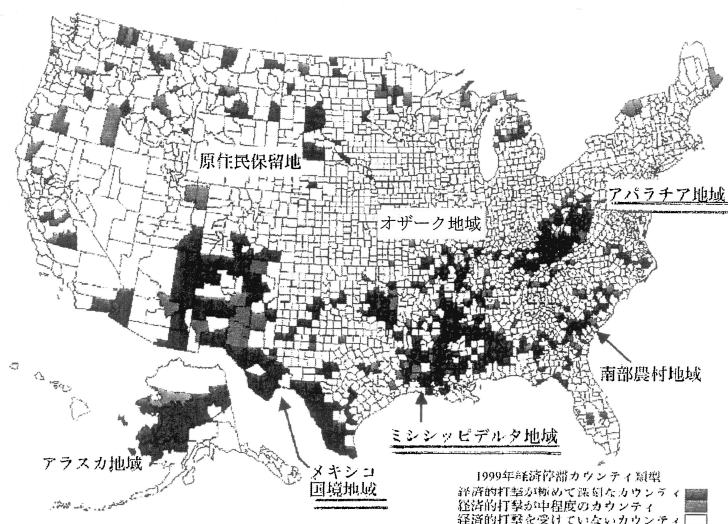 原住民保留地
アパラチア地域
オザーク地域
南部農村地域
ミシシッピデルタ地域
アラスカ地域
メキシコ
国境地域
1999年経済停滞カウンティ類型
経済的打撃が極めて深刻なカウンティ
経済的打撃が中程度のカウンティ
経済的打撃を受けていないカウンティ